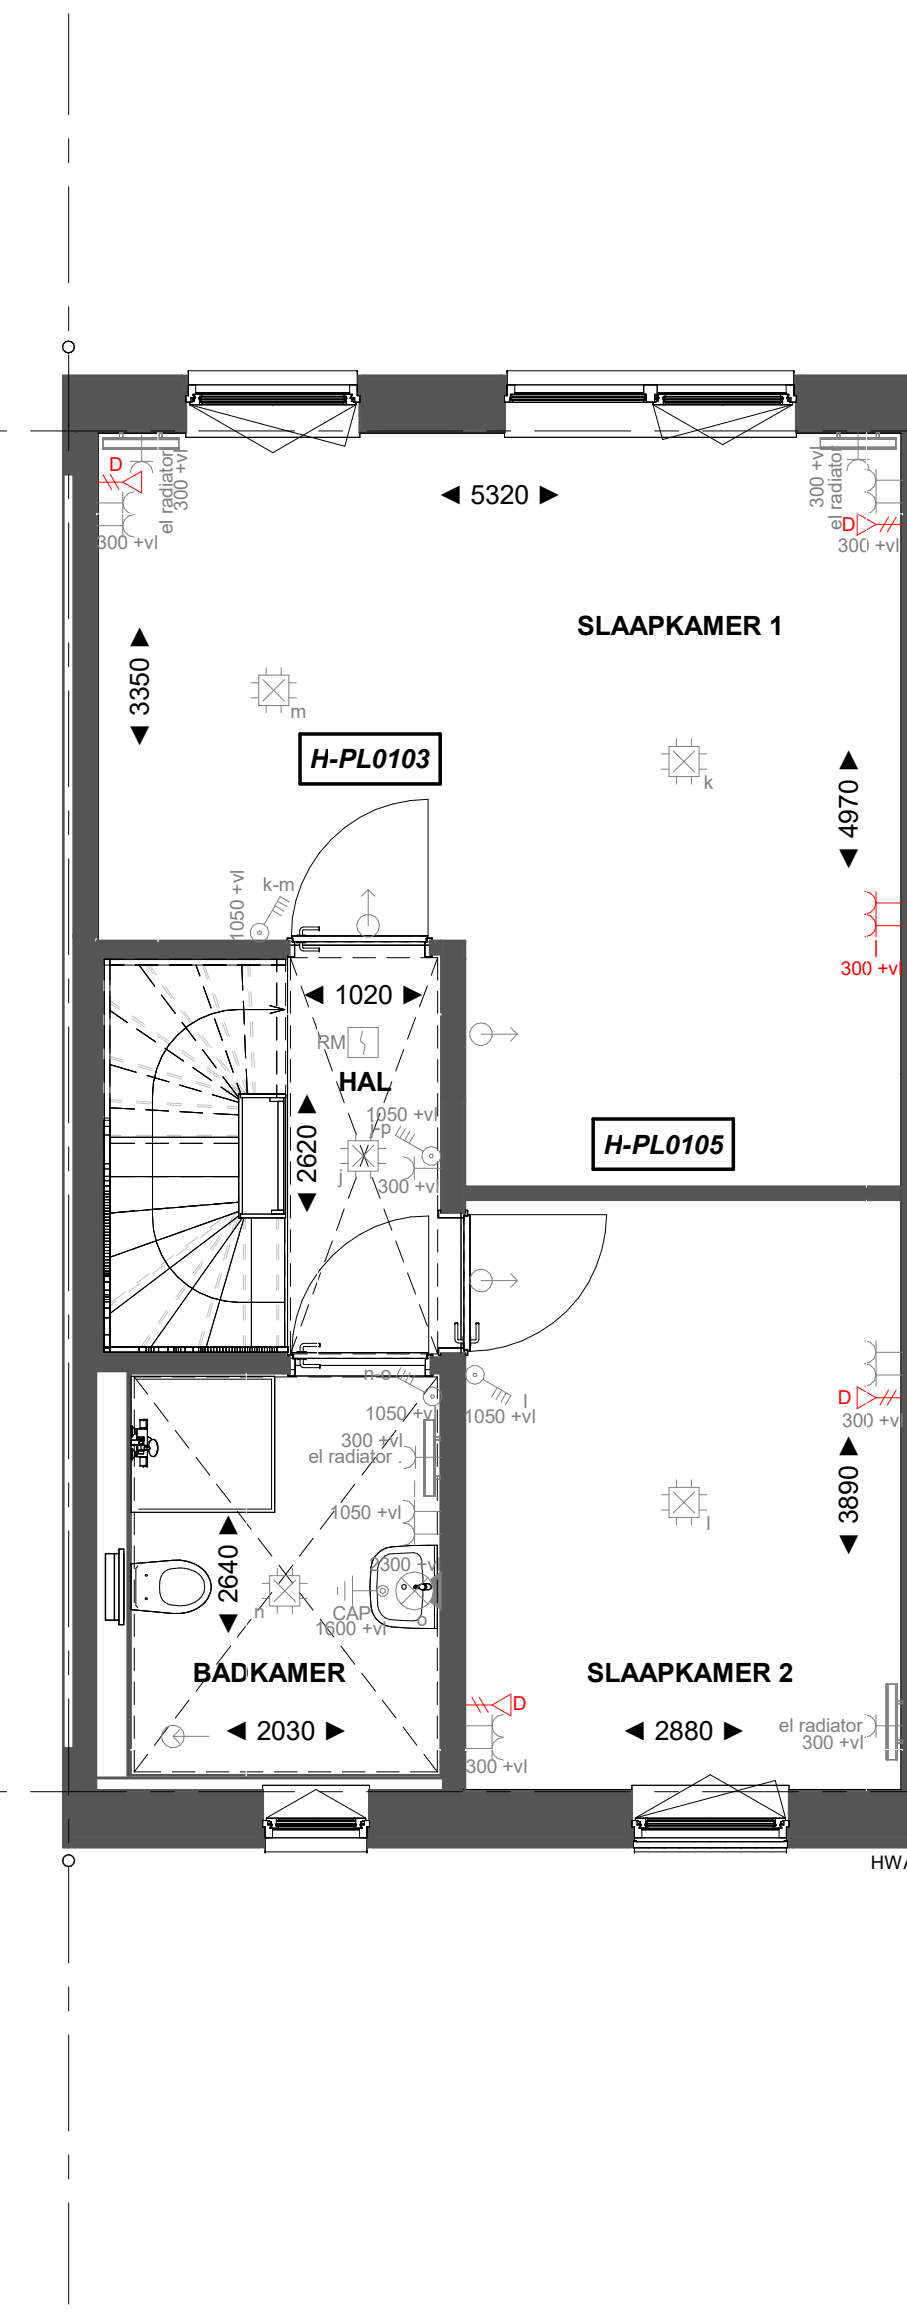 D
el radiator
300 +vl
300 +vl
5320
300 +vl
el radiator
D
300 +vl
SLAAPKAMER 1
3350
m
H-PL0103
k
4970
1050 +vl
k-m
300 +vl
1020
RM
HAL
1050 +vl
j-p
2620
j
300 +vl
H-PL0105
n-o
1050 +vl
l
1050 +vl
D
300 +vl
300 +vl
el radiator .
3890
1050 +vl
l
2300 +vl
2640
n
CAP
o
1600 +vl
BADKAMER
SLAAPKAMER 2
D
2030
2880
el radiator
300 +vl
300 +vl
HWA